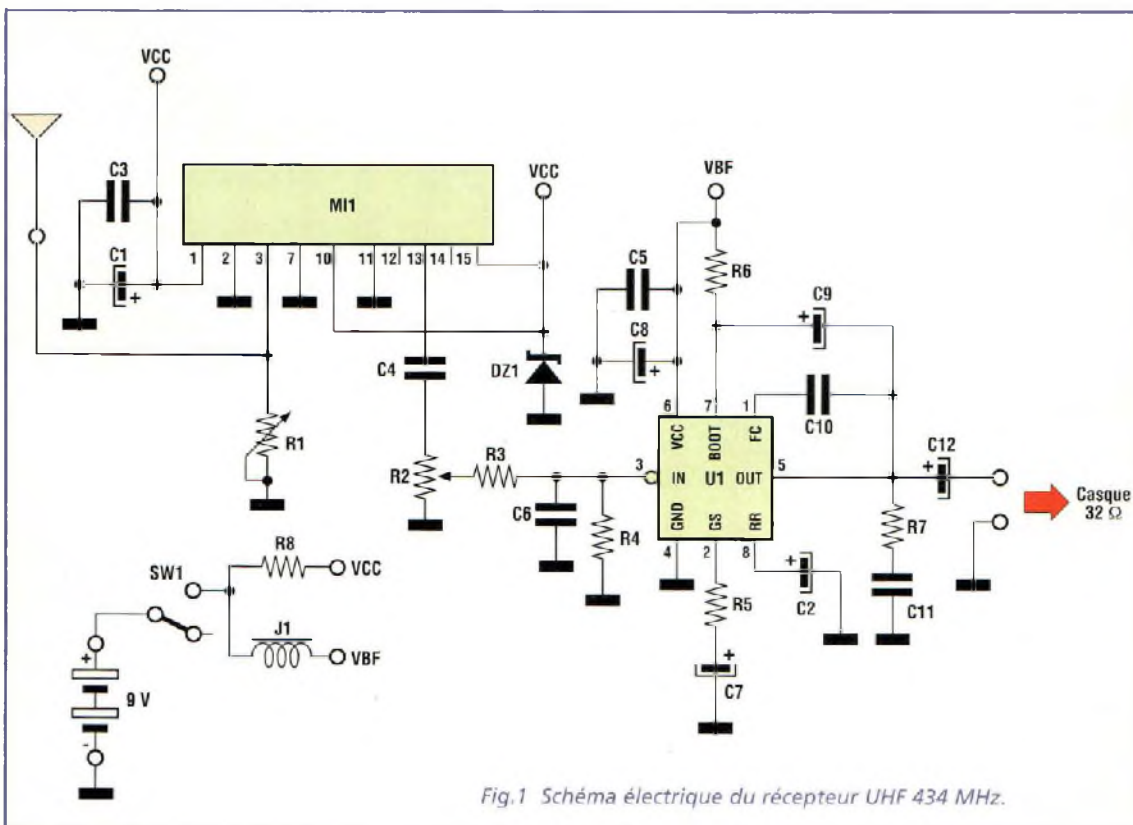 VCC
C3
C1
+
MI1
1 2 3 7 10 11 12 13 14 15
VCC
DZ1
C4
R1
R2
R3
C6
R4
VBF
R6
C5
C8
+
C9
+
C10
6 7 1
VCC BOOT FC
3 IN U1 OUT 5
GND GS RR
4 2 8
C12
+
Casque
32 Ω
R7
C11
C2
+
R5
C7
+
SW1
R8
VCC
J1
VBF
+
9 V
-
Fig.1 Schéma électrique du récepteur UHF 434 MHz.